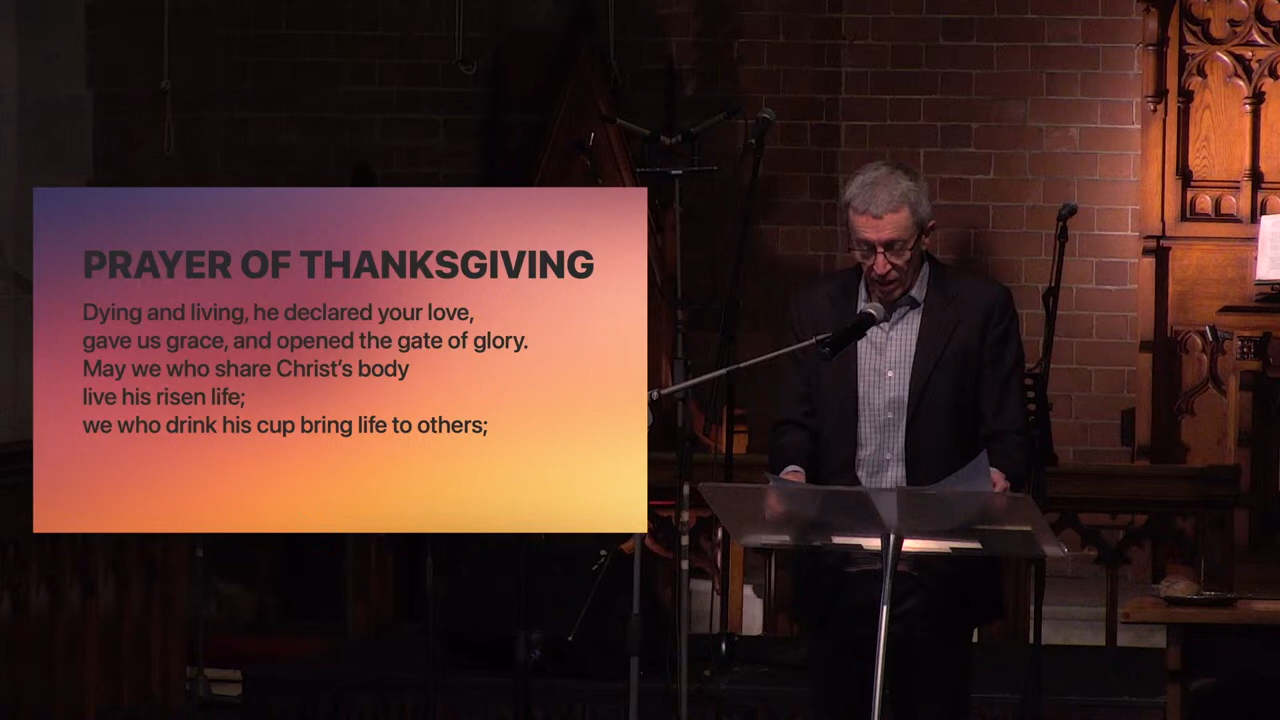 PRAYER OF THANKSGIVING
Dying and living, he declared your love,
gave us grace, and opened the gate of glory.
May we who share Christ's body
live his risen life;
we who drink his cup bring life to others;